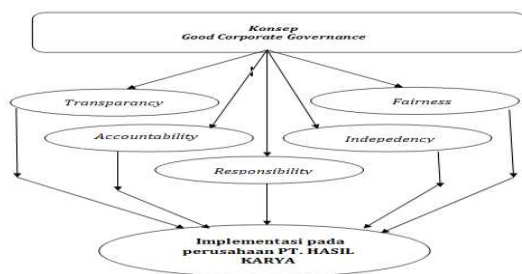 Konsep
Good Corporate Governance
Transparancy
Fairness
Accountability
Indepedency
Responsibility
Implementasi pada
perusahaan PT. HASIL
KARYA